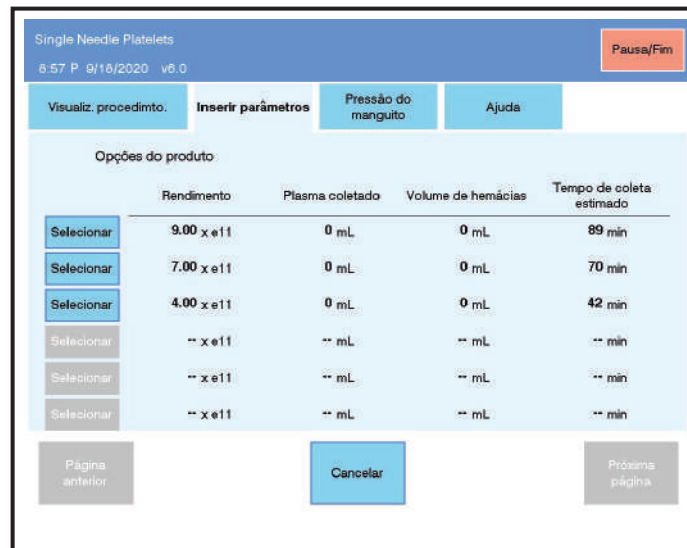 Single Needle Platelets
Pausa/Fim
8:57 P 9/18/2020 v6.0
Visualiz. procedimto. Inserir parâmetros Pressão do manguito Ajuda
Opções do produto
Rendimento Plasma coletado Volume de hemácias Tempo de coleta estimado
Selecionar 9.00 x e11 0 mL 0 mL 89 min
Selecionar 7.00 x e11 0 mL 0 mL 70 min
Selecionar 4.00 x e11 0 mL 0 mL 42 min
Selecionar -- x e11 -- mL -- mL -- min
Selecionar -- x e11 -- mL -- mL -- min
Selecionar -- x e11 -- mL -- mL -- min
Página anterior Cancelar Próxima página